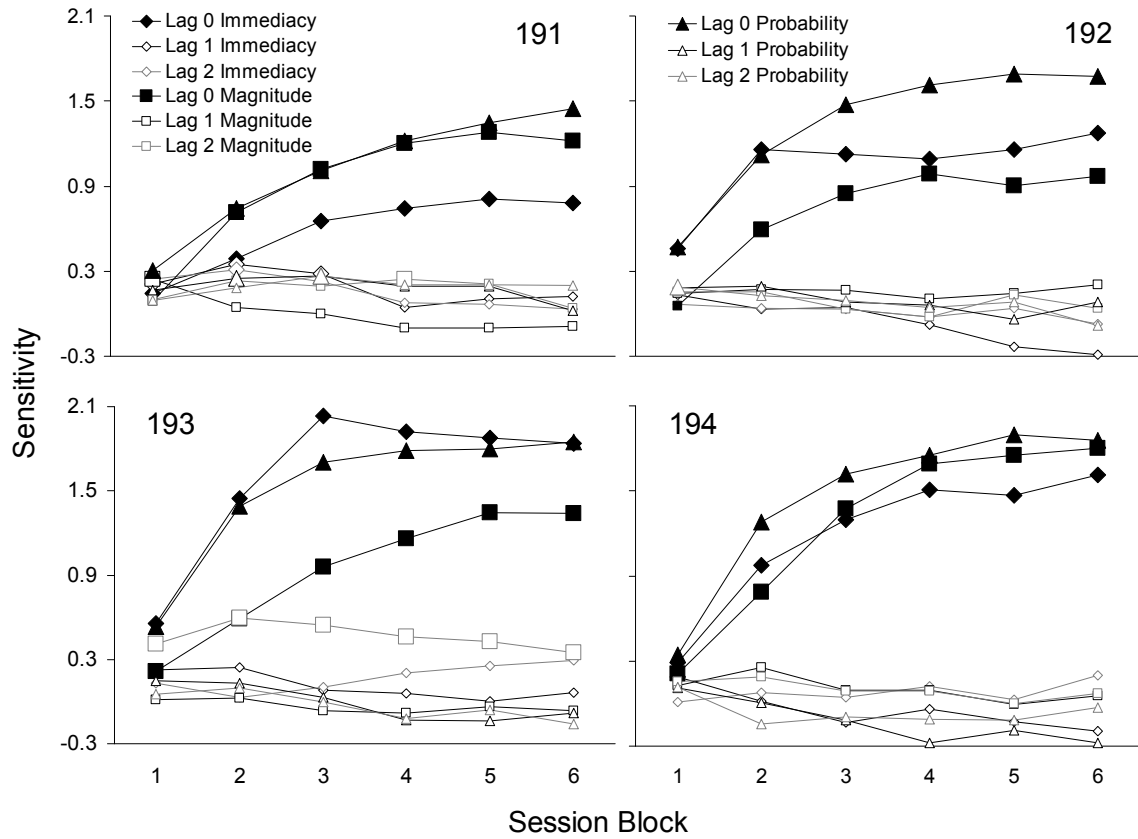 2.1
1.5
0.9
0.3
-0.3
Lag 0 Immediacy
Lag 1 Immediacy
Lag 2 Immediacy
Lag 0 Magnitude
Lag 1 Magnitude
Lag 2 Magnitude
191
Lag 0 Probability
Lag 1 Probability
Lag 2 Probability
192
Sensitivity
2.1
1.5
0.9
0.3
-0.3
193
194
1 2 3 4 5 6
1 2 3 4 5 6
Session Block